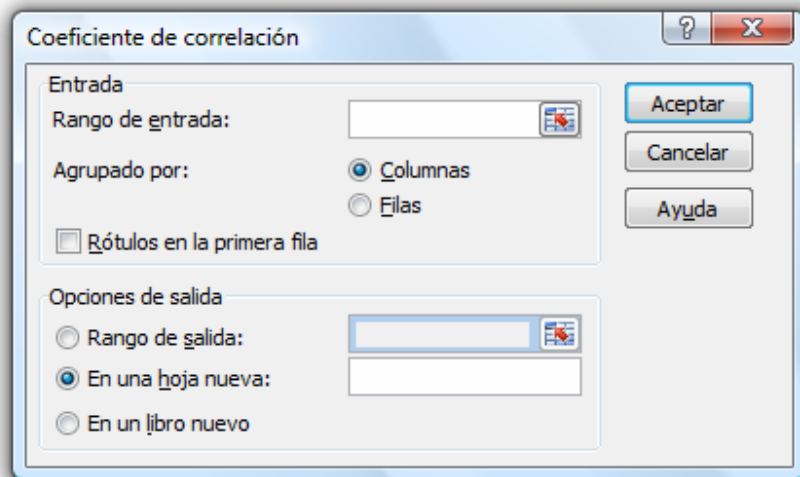 Coeficiente de correlación
Entrada
Rango de entrada:
Agrupado por:
Columnas
Filas
Rótulos en la primera fila
Opciones de salida
Rango de salida:
En una hoja nueva:
En un libro nuevo
Aceptar
Cancelar
Ayuda